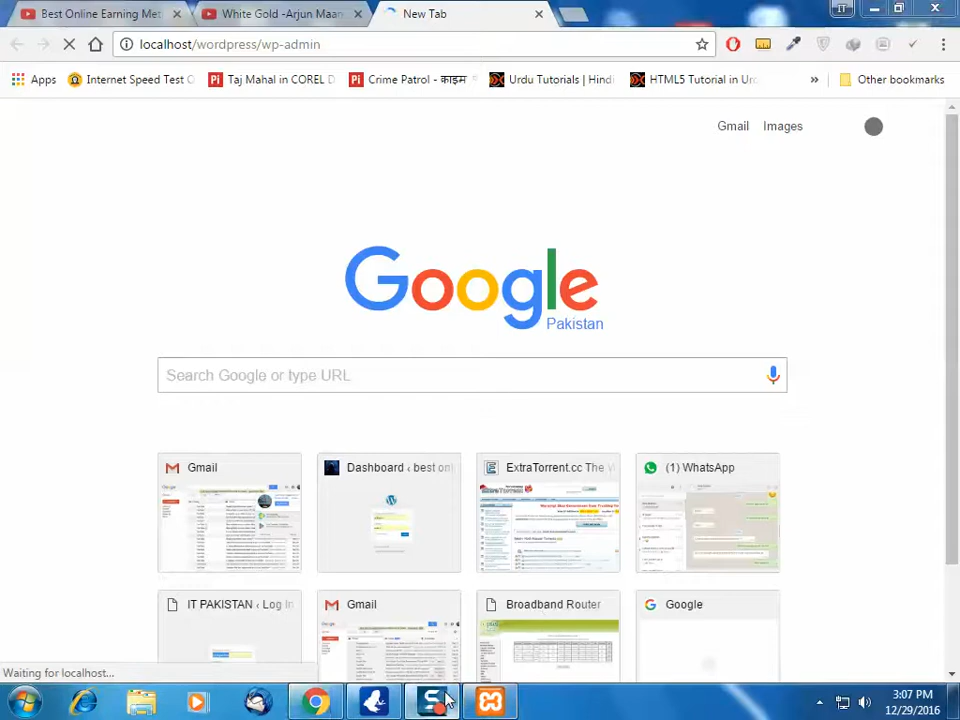 Best Online Earning Met
White Gold -Arjun Maan
New Tab
IT
localhost/wordpress/wp-admin
Apps
Internet Speed Test O
Taj Mahal in COREL D
Crime Patrol - क्राइम
Urdu Tutorials | Hindi
HTML5 Tutorial in Ur
»
Other bookmarks
Gmail
Images
Google
Pakistan
Search Google or type URL
Gmail
Dashboard ‹ best onl
ExtraTorrent.cc The W
(1) WhatsApp
IT PAKISTAN ‹ Log In
Gmail
Broadband Router
Google
Waiting for localhost...
3:07 PM
12/29/2016